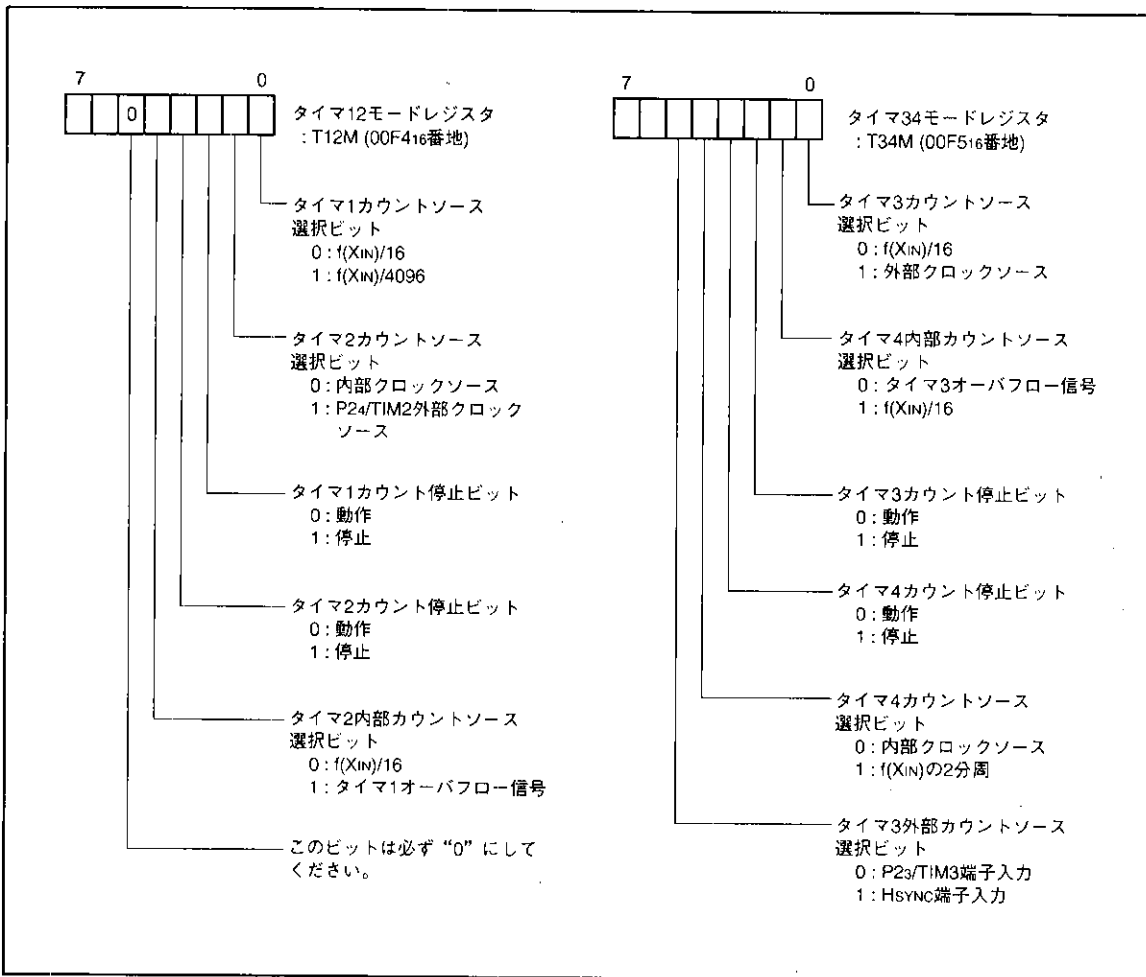 7 0
0
タイマ12モードレジスタ
: T12M (00F416番地)
タイマ1カウントソース
選択ビット
0 : f(XIN)/16
1 : f(XIN)/4096
タイマ2カウントソース
選択ビット
0 : 内部クロックソース
1 : P24/TIM2外部クロック
ソース
タイマ1カウント停止ビット
0 : 動作
1 : 停止
タイマ2カウント停止ビット
0 : 動作
1 : 停止
タイマ2内部カウントソース
選択ビット
0 : f(XIN)/16
1 : タイマ1オーバフロー信号
このビットは必ず “0” にして
ください。
7 0
タイマ34モードレジスタ
: T34M (00F516番地)
タイマ3カウントソース
選択ビット
0 : f(XIN)/16
1 : 外部クロックソース
タイマ4内部カウントソース
選択ビット
0 : タイマ3オーバフロー信号
1 : f(XIN)/16
タイマ3カウント停止ビット
0 : 動作
1 : 停止
タイマ4カウント停止ビット
0 : 動作
1 : 停止
タイマ4カウントソース
選択ビット
0 : 内部クロックソース
1 : f(XIN)の2分周
タイマ3外部カウントソース
選択ビット
0 : P23/TIM3端子入力
1 : HSYNC端子入力